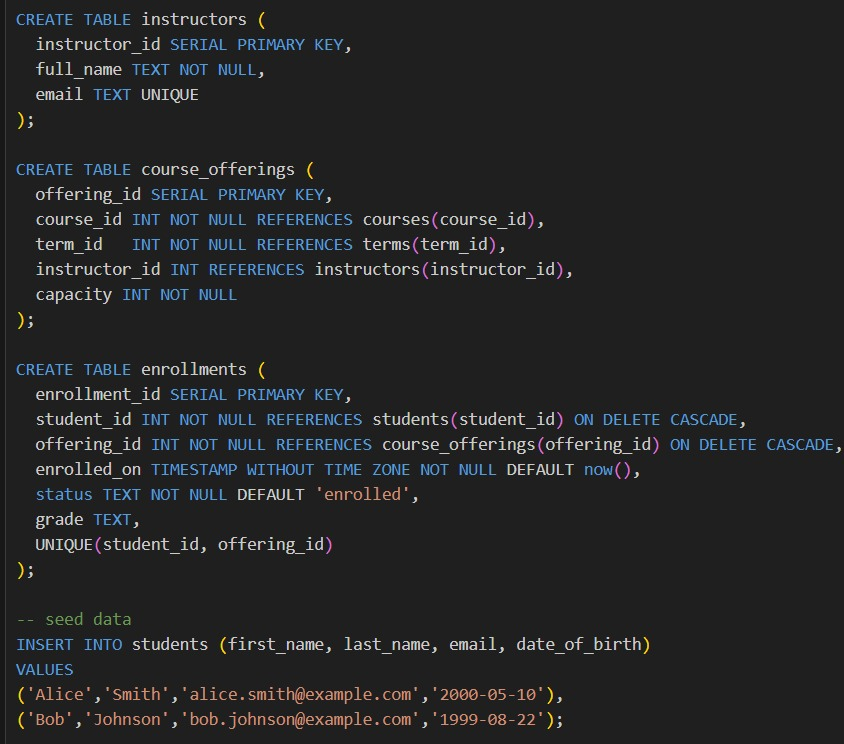 CREATE TABLE instructors (
  instructor_id SERIAL PRIMARY KEY,
  full_name TEXT NOT NULL,
  email TEXT UNIQUE
);

CREATE TABLE course_offerings (
  offering_id SERIAL PRIMARY KEY,
  course_id INT NOT NULL REFERENCES courses(course_id),
  term_id   INT NOT NULL REFERENCES terms(term_id),
  instructor_id INT REFERENCES instructors(instructor_id),
  capacity INT NOT NULL
);

CREATE TABLE enrollments (
  enrollment_id SERIAL PRIMARY KEY,
  student_id INT NOT NULL REFERENCES students(student_id) ON DELETE CASCADE,
  offering_id INT NOT NULL REFERENCES course_offerings(offering_id) ON DELETE CASCADE,
  enrolled_on TIMESTAMP WITHOUT TIME ZONE NOT NULL DEFAULT now(),
  status TEXT NOT NULL DEFAULT 'enrolled',
  grade TEXT,
  UNIQUE(student_id, offering_id)
);

-- seed data
INSERT INTO students (first_name, last_name, email, date_of_birth)
VALUES
('Alice','Smith','alice.smith@example.com','2000-05-10'),
('Bob','Johnson','bob.johnson@example.com','1999-08-22');